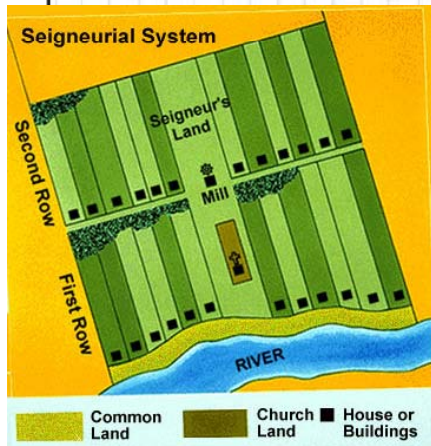 Seigneurial System
Seigneur's
Land
Second Row
Mill
First Row
RIVER
Common
Land
Church
Land
House or
Buildings